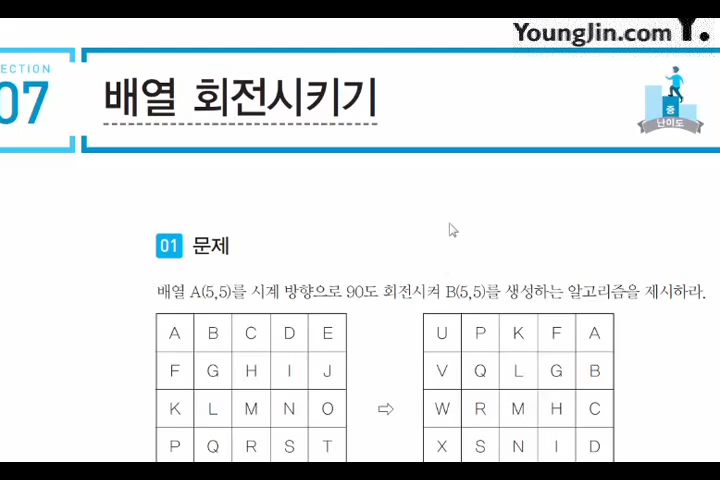 YoungJin.com Y.
ECTION
07
배열 회전시키기
중
난이도
01 문제
배열 A(5,5)를 시계 방향으로 90도 회전시켜 B(5,5)를 생성하는 알고리즘을 제시하라.
A B C D E U P K F A
F G H I J V Q L G B
K L M N O ⇨ W R M H C
P Q R S T X S N I D